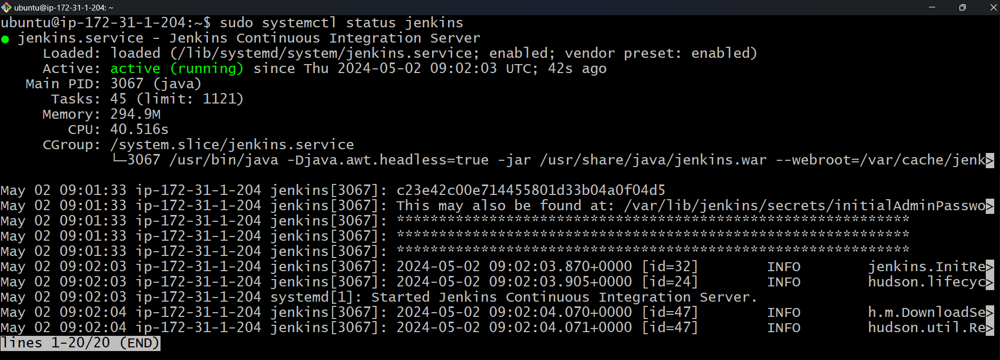 ubuntu@ip-172-31-1-204: ~
ubuntu@ip-172-31-1-204:~$ sudo systemctl status jenkins
● jenkins.service - Jenkins Continuous Integration Server
     Loaded: loaded (/lib/systemd/system/jenkins.service; enabled; vendor preset: enabled)
     Active: active (running) since Thu 2024-05-02 09:02:03 UTC; 42s ago
   Main PID: 3067 (java)
      Tasks: 45 (limit: 1121)
     Memory: 294.9M
        CPU: 40.516s
     CGroup: /system.slice/jenkins.service
             └─3067 /usr/bin/java -Djava.awt.headless=true -jar /usr/share/java/jenkins.war --webroot=/var/cache/jenk>
May 02 09:01:33 ip-172-31-1-204 jenkins[3067]: c23e42c00e714455801d33b04a0f04d5
May 02 09:01:33 ip-172-31-1-204 jenkins[3067]: This may also be found at: /var/lib/jenkins/secrets/initialAdminPasswo>
May 02 09:01:33 ip-172-31-1-204 jenkins[3067]: *************************************************************
May 02 09:01:33 ip-172-31-1-204 jenkins[3067]: *************************************************************
May 02 09:01:33 ip-172-31-1-204 jenkins[3067]: *************************************************************
May 02 09:02:03 ip-172-31-1-204 jenkins[3067]: 2024-05-02 09:02:03.870+0000 [id=32]        INFO        jenkins.InitRe>
May 02 09:02:03 ip-172-31-1-204 jenkins[3067]: 2024-05-02 09:02:03.905+0000 [id=24]        INFO        hudson.lifecyc>
May 02 09:02:03 ip-172-31-1-204 systemd[1]: Started Jenkins Continuous Integration Server.
May 02 09:02:04 ip-172-31-1-204 jenkins[3067]: 2024-05-02 09:02:04.070+0000 [id=47]        INFO        h.m.DownloadSe>
May 02 09:02:04 ip-172-31-1-204 jenkins[3067]: 2024-05-02 09:02:04.071+0000 [id=47]        INFO        hudson.util.Re>
lines 1-20/20 (END)